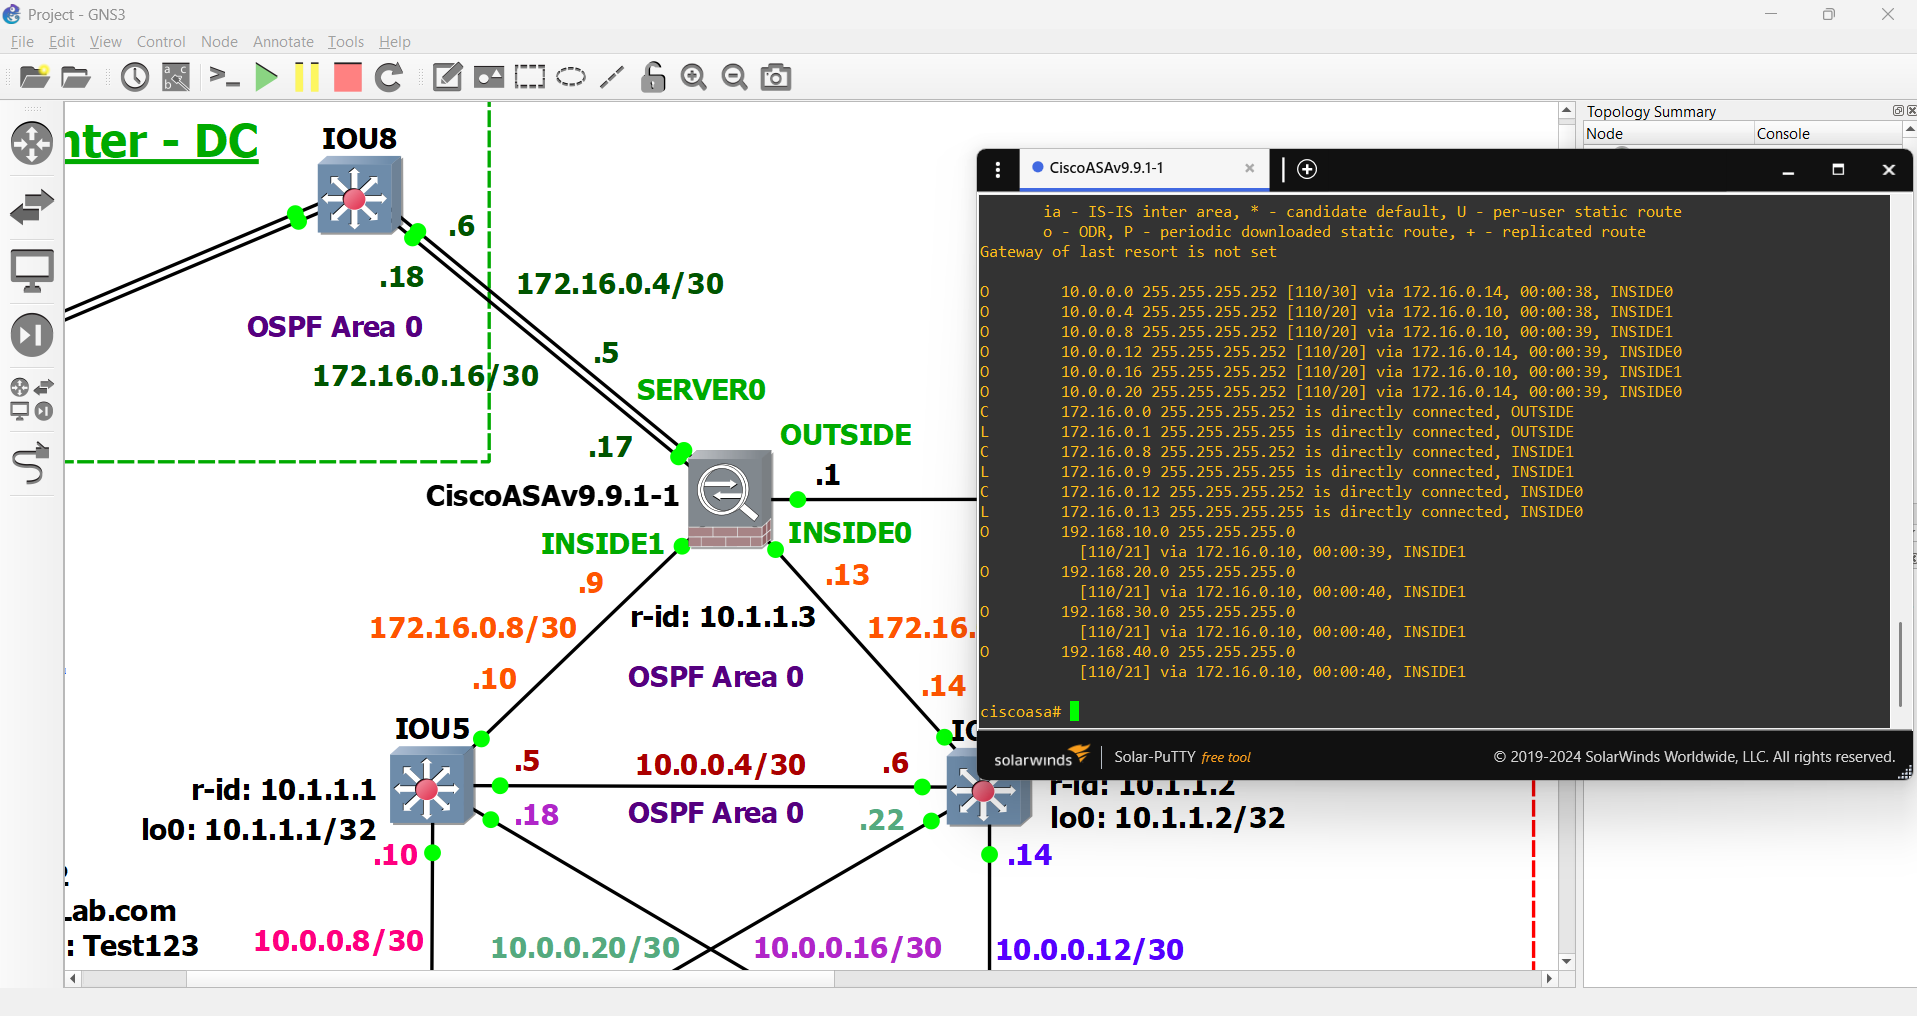 Project - GNS3
File Edit View Control Node Annotate Tools Help
nter - DC
IOU8
.6
.18
172.16.0.4/30
OSPF Area 0
172.16.0.16/30
.5
SERVER0
OUTSIDE
.17
.1
CiscoASAv9.9.1-1
INSIDE1
INSIDE0
.9
.13
172.16.0.8/30
r-id: 10.1.1.3
172.16.
OSPF Area 0
.10
.14
IOU5
.5
10.0.0.4/30
.6
r-id: 10.1.1.1
lo0: 10.1.1.1/32
.18
OSPF Area 0
.22
r-id: 10.1.1.2
lo0: 10.1.1.2/32
.10
.14
Lab.com
: Test123
10.0.0.8/30
10.0.0.20/30
10.0.0.16/30
10.0.0.12/30
Topology Summary
Node Console
CiscoASAv9.9.1-1
ia - IS-IS inter area, * - candidate default, U - per-user static route
o - ODR, P - periodic downloaded static route, + - replicated route
Gateway of last resort is not set
O 10.0.0.0 255.255.255.252 [110/30] via 172.16.0.14, 00:00:38, INSIDE0
O 10.0.0.4 255.255.255.252 [110/20] via 172.16.0.10, 00:00:38, INSIDE1
O 10.0.0.8 255.255.255.252 [110/20] via 172.16.0.10, 00:00:39, INSIDE1
O 10.0.0.12 255.255.255.252 [110/20] via 172.16.0.14, 00:00:39, INSIDE0
O 10.0.0.16 255.255.255.252 [110/20] via 172.16.0.10, 00:00:39, INSIDE1
O 10.0.0.20 255.255.255.252 [110/20] via 172.16.0.14, 00:00:39, INSIDE0
C 172.16.0.0 255.255.255.252 is directly connected, OUTSIDE
L 172.16.0.1 255.255.255.255 is directly connected, OUTSIDE
C 172.16.0.8 255.255.255.252 is directly connected, INSIDE1
L 172.16.0.9 255.255.255.255 is directly connected, INSIDE1
C 172.16.0.12 255.255.255.252 is directly connected, INSIDE0
L 172.16.0.13 255.255.255.255 is directly connected, INSIDE0
O 192.168.10.0 255.255.255.0
[110/21] via 172.16.0.10, 00:00:39, INSIDE1
O 192.168.20.0 255.255.255.0
[110/21] via 172.16.0.10, 00:00:40, INSIDE1
O 192.168.30.0 255.255.255.0
[110/21] via 172.16.0.10, 00:00:40, INSIDE1
O 192.168.40.0 255.255.255.0
[110/21] via 172.16.0.10, 00:00:40, INSIDE1
ciscoasa#
solarwinds Solar-PuTTY free tool © 2019-2024 SolarWinds Worldwide, LLC. All rights reserved.